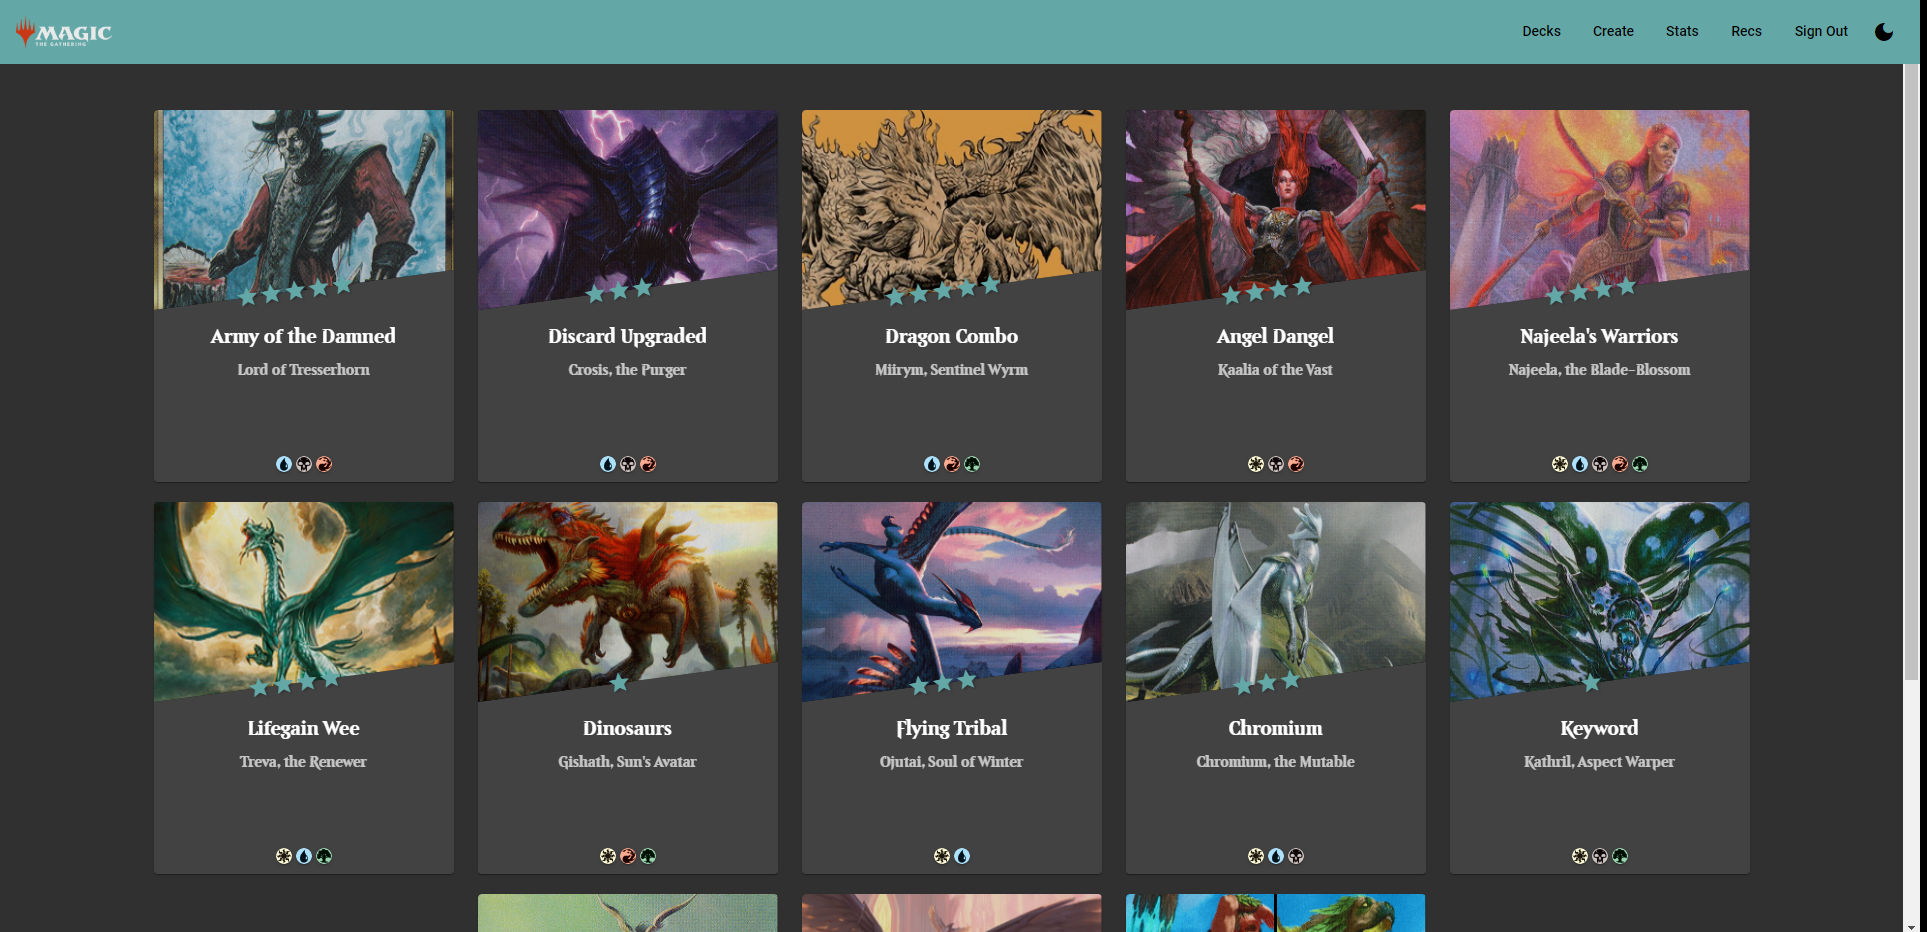 MAGIC
THE GATHERING
Decks Create Stats Recs Sign Out
Army of the Damned
Lord of Tresserhorn
Discard Upgraded
Crosis, the Purger
Dragon Combo
Miirym, Sentinel Wyrm
Angel Dangel
Kaalia of the Vast
Najeela's Warriors
Najeela, the Blade-Blossom
Lifegain Wee
Treva, the Renewer
Dinosaurs
Gishath, Sun's Avatar
Flying Tribal
Ojutai, Soul of Winter
Chromium
Chromium, the Mutable
Keyword
Kathril, Aspect Warper